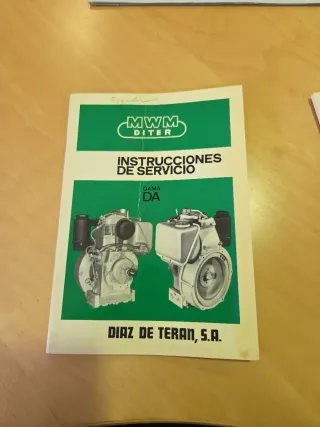 MWM
DITER
INSTRUCCIONES
DE SERVICIO
GAMA
DA
DIAZ DE TERAN, S.A.